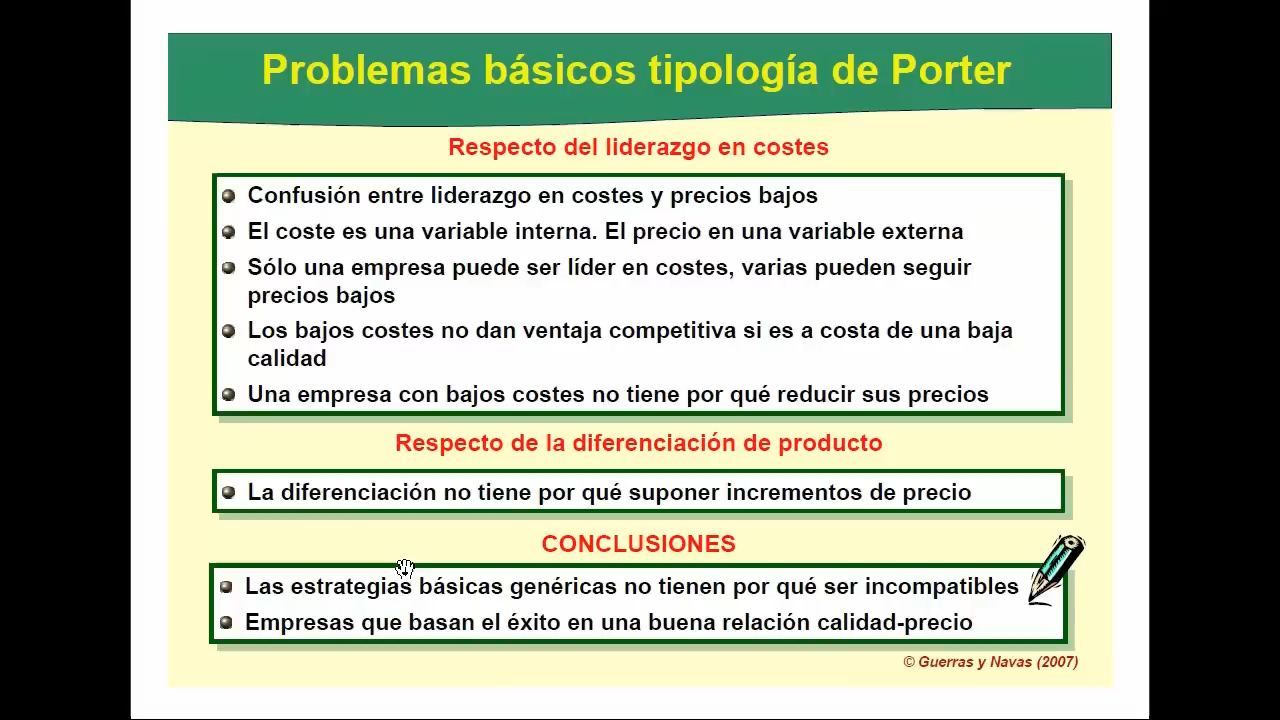 Problemas básicos tipología de Porter
Respecto del liderazgo en costes
Confusión entre liderazgo en costes y precios bajos
El coste es una variable interna. El precio en una variable externa
Sólo una empresa puede ser líder en costes, varias pueden seguir
precios bajos
Los bajos costes no dan ventaja competitiva si es a costa de una baja
calidad
Una empresa con bajos costes no tiene por qué reducir sus precios
Respecto de la diferenciación de producto
La diferenciación no tiene por qué suponer incrementos de precio
CONCLUSIONES
Las estrategias básicas genéricas no tienen por qué ser incompatibles
Empresas que basan el éxito en una buena relación calidad-precio
© Guerras y Navas (2007)